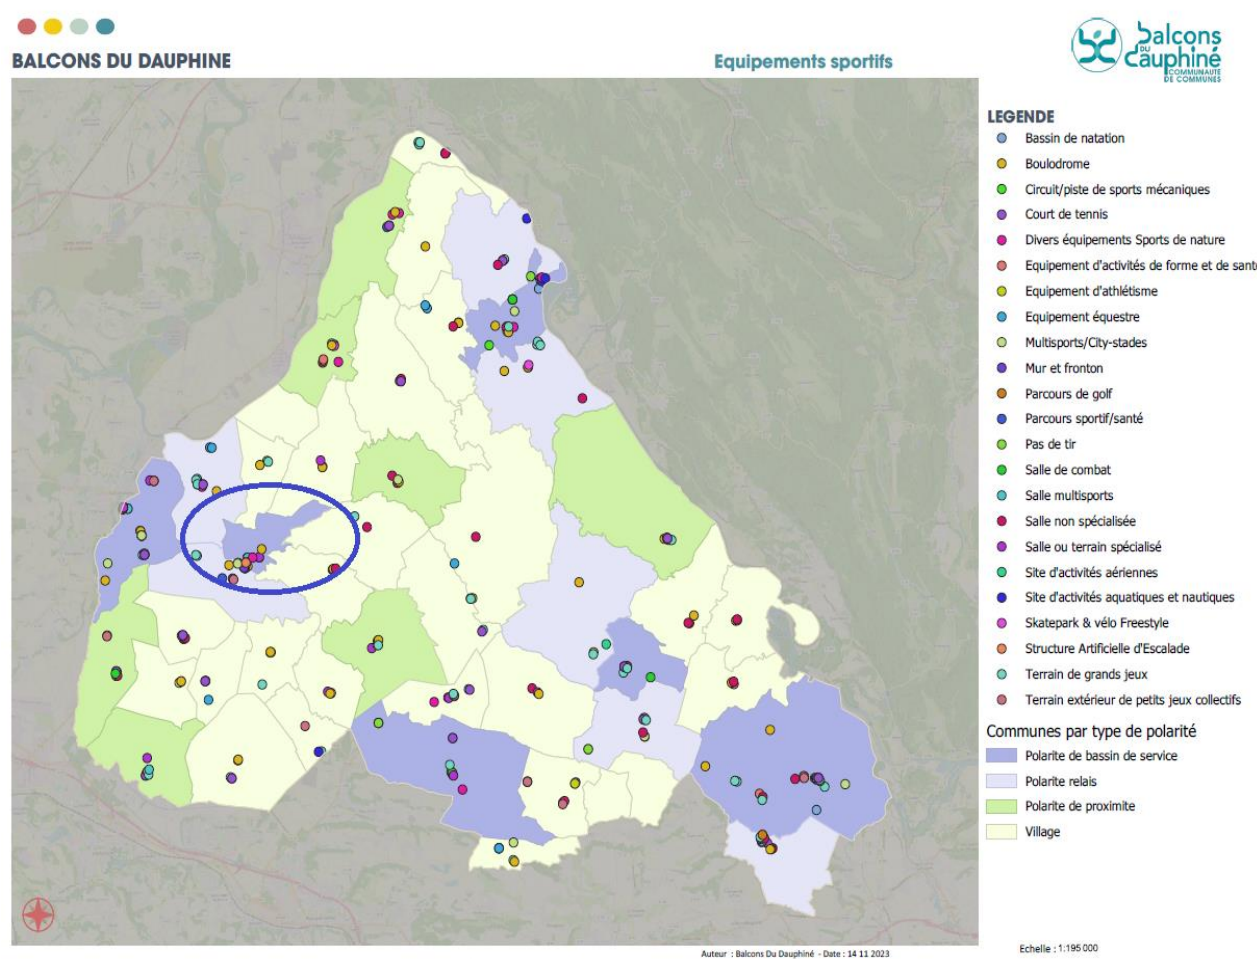 BALCONS DU DAUPHINE
Equipements sportifs
balcons
DU
dauphiné
COMMUNAUTÉ
DE COMMUNES
LEGENDE
Bassin de natation
Boulodrome
Circuit/piste de sports mécaniques
Court de tennis
Divers équipements Sports de nature
Equipement d'activités de forme et de sant
Equipement d'athlétisme
Equipement équestre
Multisports/City-stades
Mur et fronton
Parcours de golf
Parcours sportif/santé
Pas de tir
Salle de combat
Salle multisports
Salle non spécialisée
Salle ou terrain spécialisé
Site d'activités aériennes
Site d'activités aquatiques et nautiques
Skatepark & vélo Freestyle
Structure Artificielle d'Escalade
Terrain de grands jeux
Terrain extérieur de petits jeux collectifs
Communes par type de polarité
Polarite de bassin de service
Polarite relais
Polarite de proximite
Village
Auteur : Balcons Du Dauphiné - Date : 14 11 2023
Echelle : 1:195 000